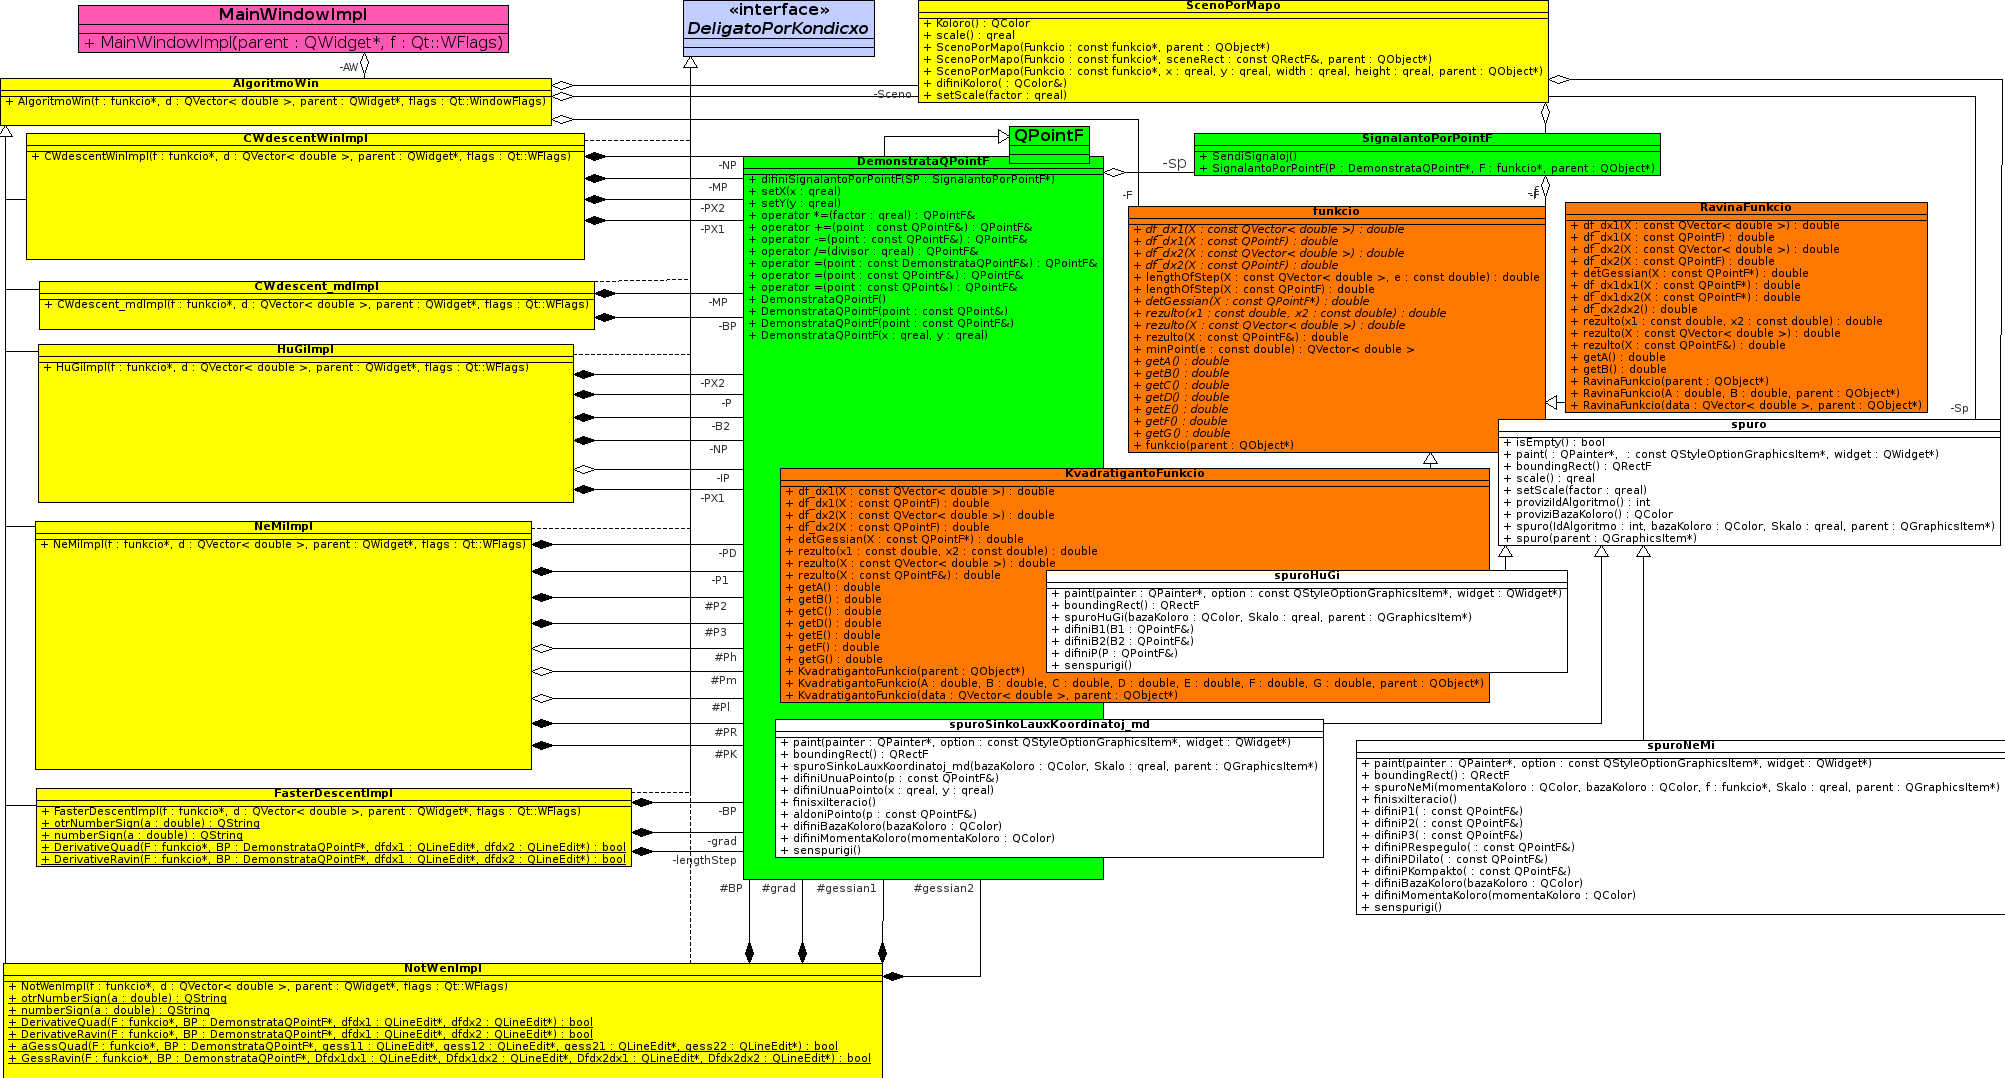 MainWindowImpl
+ MainWindowImpl(parent : QWidget*, f : Qt::WFlags)
-AW
«interface»
DeligatoPorKondicxo
ScenoPorMapo
+ Koloro() : QColor
+ scale() : qreal
+ ScenoPorMapo(Funkcio : const funkcio*, parent : QObject*)
+ ScenoPorMapo(Funkcio : const funkcio*, sceneRect : const QRectF&, parent : QObject*)
+ ScenoPorMapo(Funkcio : const funkcio*, x : qreal, y : qreal, width : qreal, height : qreal, parent : QObject*)
+ difiniKoloro( : QColor&)
+ setScale(factor : qreal)
AlgoritmoWin
+ AlgoritmoWin(f : funkcio*, d : QVector< double >, parent : QWidget*, flags : Qt::WindowFlags)
-Sceno
CWdescentWinImpl
+ CWdescentWinImpl(f : funkcio*, d : QVector< double >, parent : QWidget*, flags : Qt::WFlags)
-NP
-MP
-PX2
-PX1
QPointF
DemonstrataQPointF
+ difiniSignalantoPorPointF(SP : SignalantoPorPointF*)
+ setX(x : qreal)
+ setY(y : qreal)
+ operator *=(factor : qreal) : QPointF&
+ operator +=(point : const QPointF&) : QPointF&
+ operator -=(point : const QPointF&) : QPointF&
+ operator /=(divisor : qreal) : QPointF&
+ operator =(point : const DemonstrataQPointF&) : QPointF&
+ operator =(point : const QPointF&) : QPointF&
+ operator =(point : const QPoint&) : QPointF&
+ DemonstrataQPointF()
+ DemonstrataQPointF(point : const QPoint&)
+ DemonstrataQPointF(point : const QPointF&)
+ DemonstrataQPointF(x : qreal, y : qreal)
-sp
SignalantoPorPointF
+ SendiSignaloj()
+ SignalantoPorPointF(P : DemonstrataQPointF*, F : funkcio*, parent : QObject*)
-F
funkcio
+ df_dx1(X : const QVector< double >) : double
+ df_dx1(X : const QPointF) : double
+ df_dx2(X : const QVector< double >) : double
+ df_dx2(X : const QPointF) : double
+ lengthOfStep(X : const QVector< double >, e : const double) : double
+ lengthOfStep(X : const QPointF) : double
+ detGessian(X : const QPointF*) : double
+ rezulto(x1 : const double, x2 : const double) : double
+ rezulto(X : const QVector< double >) : double
+ rezulto(X : const QPointF&) : double
+ minPoint(e : const double) : QVector< double >
+ getA() : double
+ getB() : double
+ getC() : double
+ getD() : double
+ getE() : double
+ getF() : double
+ getG() : double
+ funkcio(parent : QObject*)
RavinaFunkcio
+ df_dx1(X : const QVector< double >) : double
+ df_dx1(X : const QPointF) : double
+ df_dx2(X : const QVector< double >) : double
+ df_dx2(X : const QPointF) : double
+ detGessian(X : const QPointF*) : double
+ df_dx1dx1(X : const QPointF*) : double
+ df_dx1dx2(X : const QPointF*) : double
+ df_dx2dx2() : double
+ rezulto(x1 : const double, x2 : const double) : double
+ rezulto(X : const QVector< double >) : double
+ rezulto(X : const QPointF&) : double
+ getA() : double
+ getB() : double
+ RavinaFunkcio(parent : QObject*)
+ RavinaFunkcio(A : double, B : double, parent : QObject*)
+ RavinaFunkcio(data : QVector< double >, parent : QObject*)
-Sp
CWdescent_mdImpl
+ CWdescent_mdImpl(f : funkcio*, d : QVector< double >, parent : QWidget*, flags : Qt::WFlags)
-MP
-BP
HuGiImpl
+ HuGiImpl(f : funkcio*, d : QVector< double >, parent : QWidget*, flags : Qt::WFlags)
-PX2
-P
-B2
-NP
-IP
-PX1
spuro
+ isEmpty() : bool
+ paint( : QPainter*,  : const QStyleOptionGraphicsItem*, widget : QWidget*)
+ boundingRect() : QRectF
+ scale() : qreal
+ setScale(factor : qreal)
+ proviziIdAlgoritmo() : int
+ proviziBazaKoloro() : QColor
+ spuro(IdAlgoritmo : int, bazaKoloro : QColor, Skalo : qreal, parent : QGraphicsItem*)
+ spuro(parent : QGraphicsItem*)
KvadratigantoFunkcio
+ df_dx1(X : const QVector< double >) : double
+ df_dx1(X : const QPointF) : double
+ df_dx2(X : const QVector< double >) : double
+ df_dx2(X : const QPointF) : double
+ detGessian(X : const QPointF*) : double
+ rezulto(x1 : const double, x2 : const double) : double
+ rezulto(X : const QVector< double >) : double
+ rezulto(X : const QPointF&) : double
+ getA() : double
+ getB() : double
+ getC() : double
+ getD() : double
+ getE() : double
+ getF() : double
+ getG() : double
+ KvadratigantoFunkcio(parent : QObject*)
+ KvadratigantoFunkcio(A : double, B : double, C : double, D : double, E : double, F : double, G : double, parent : QObject*)
+ KvadratigantoFunkcio(data : QVector< double >, parent : QObject*)
spuroHuGi
+ paint(painter : QPainter*, option : const QStyleOptionGraphicsItem*, widget : QWidget*)
+ boundingRect() : QRectF
+ spuroHuGi(bazaKoloro : QColor, Skalo : qreal, parent : QGraphicsItem*)
+ difiniB1(B1 : QPointF&)
+ difiniB2(B2 : QPointF&)
+ difiniP(P : QPointF&)
+ senspurigi()
NeMiImpl
+ NeMiImpl(f : funkcio*, d : QVector< double >, parent : QWidget*, flags : Qt::WFlags)
-PD
-P1
#P2
#P3
#Ph
#Pm
#Pl
#PR
#PK
spuroSinkoLauxKoordinatoj_md
+ paint(painter : QPainter*, option : const QStyleOptionGraphicsItem*, widget : QWidget*)
+ boundingRect() : QRectF
+ spuroSinkoLauxKoordinatoj_md(bazaKoloro : QColor, Skalo : qreal, parent : QGraphicsItem*)
+ difiniUnuaPointo(p : const QPointF&)
+ difiniUnuaPointo(x : qreal, y : qreal)
+ finisxiIteracio()
+ aldoniPointo(p : const QPointF&)
+ difiniBazaKoloro(bazaKoloro : QColor)
+ difiniMomentaKoloro(momentaKoloro : QColor)
+ senspurigi()
spuroNeMi
+ paint(painter : QPainter*, option : const QStyleOptionGraphicsItem*, widget : QWidget*)
+ boundingRect() : QRectF
+ spuroNeMi(momentaKoloro : QColor, bazaKoloro : QColor, f : funkcio*, Skalo : qreal, parent : QGraphicsItem*)
+ finisxiIteracio()
+ difiniP1( : const QPointF&)
+ difiniP2( : const QPointF&)
+ difiniP3( : const QPointF&)
+ difiniPRespegulo( : const QPointF&)
+ difiniPDilato( : const QPointF&)
+ difiniPKompakto( : const QPointF&)
+ difiniBazaKoloro(bazaKoloro : QColor)
+ difiniMomentaKoloro(momentaKoloro : QColor)
+ senspurigi()
FasterDescentImpl
+ FasterDescentImpl(f : funkcio*, d : QVector< double >, parent : QWidget*, flags : Qt::WFlags)
+ otrNumberSign(a : double) : QString
+ numberSign(a : double) : QString
+ DerivativeQuad(F : funkcio*, BP : DemonstrataQPointF*, dfdx1 : QLineEdit*, dfdx2 : QLineEdit*) : bool
+ DerivativeRavin(F : funkcio*, BP : DemonstrataQPointF*, dfdx1 : QLineEdit*, dfdx2 : QLineEdit*) : bool
-BP
-grad
-lengthStep
#BP
#grad
#gessian1
#gessian2
NotWenImpl
+ NotWenImpl(f : funkcio*, d : QVector< double >, parent : QWidget*, flags : Qt::WFlags)
+ otrNumberSign(a : double) : QString
+ numberSign(a : double) : QString
+ DerivativeQuad(F : funkcio*, BP : DemonstrataQPointF*, dfdx1 : QLineEdit*, dfdx2 : QLineEdit*) : bool
+ DerivativeRavin(F : funkcio*, BP : DemonstrataQPointF*, dfdx1 : QLineEdit*, dfdx2 : QLineEdit*) : bool
+ aGessQuad(F : funkcio*, BP : DemonstrataQPointF*, gess11 : QLineEdit*, gess12 : QLineEdit*, gess21 : QLineEdit*, gess22 : QLineEdit*) : bool
+ GessRavin(F : funkcio*, BP : DemonstrataQPointF*, Dfdx1dx1 : QLineEdit*, Dfdx1dx2 : QLineEdit*, Dfdx2dx1 : QLineEdit*, Dfdx2dx2 : QLineEdit*) : bool